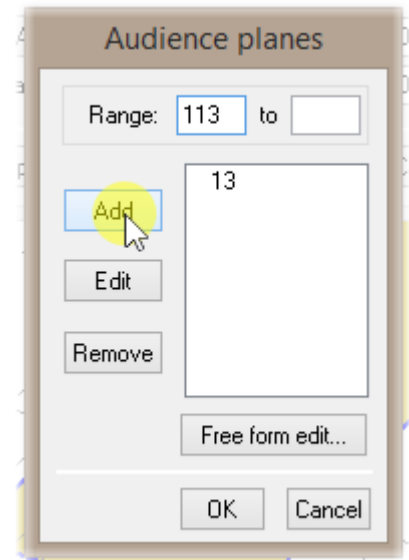 Audience planes
Range: 113 to
13
Add
Edit
Remove
Free form edit...
OK Cancel